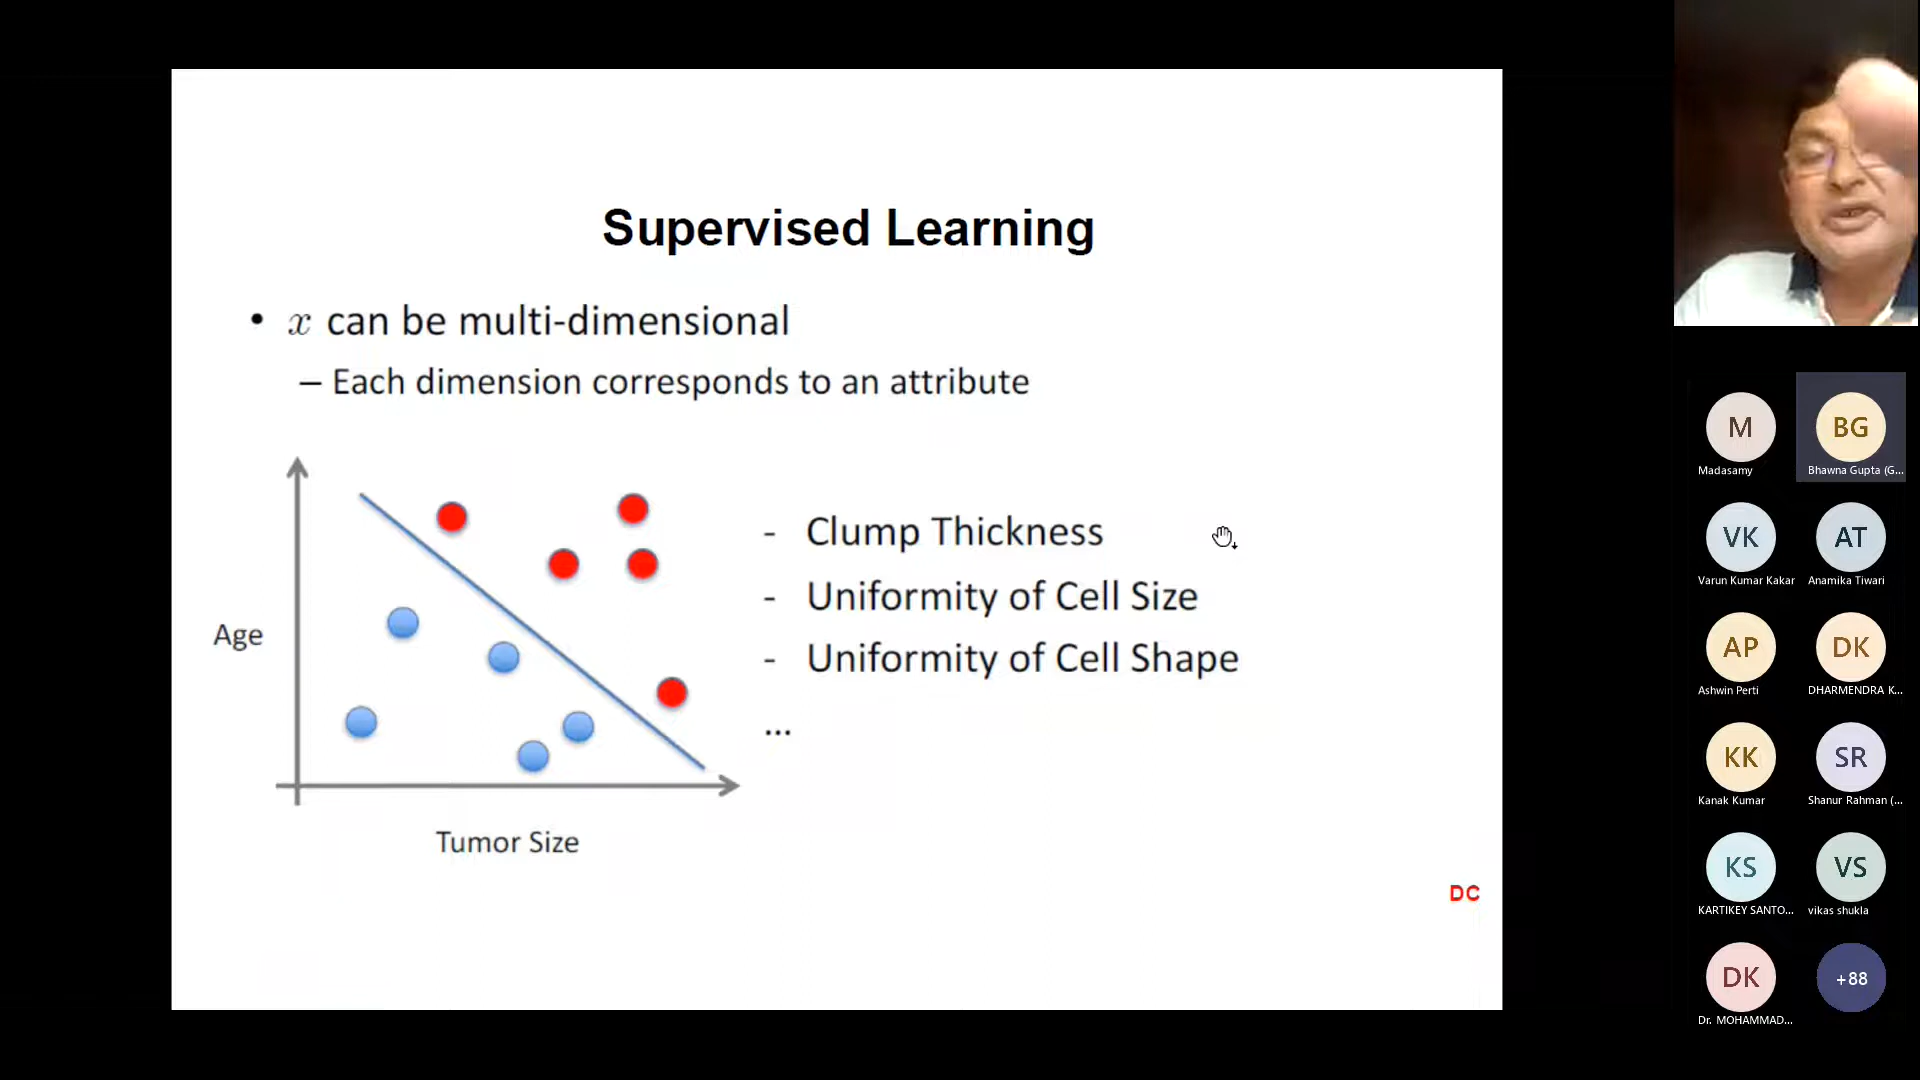 Supervised Learning
• x can be multi-dimensional
– Each dimension corresponds to an attribute
Age
Tumor Size
- Clump Thickness
- Uniformity of Cell Size
- Uniformity of Cell Shape
...
DC
M
Madasamy
BG
Bhawna Gupta (G...
VK
Varun Kumar Kakar
AT
Anamika Tiwari
AP
Ashwin Perti
DK
DHARMENDRA K...
KK
Kanak Kumar
SR
Shanur Rahman (...
KS
KARTIKEY SANTO...
VS
vikas shukla
DK
Dr. MOHAMMAD...
+88